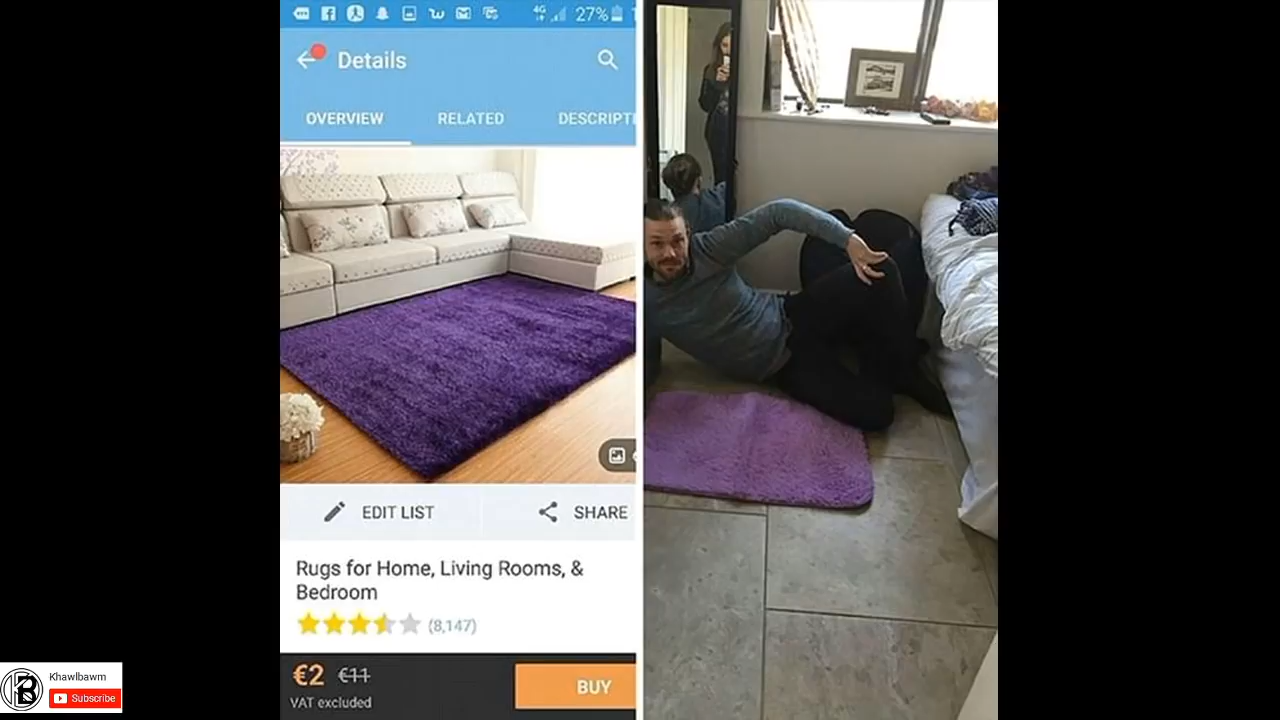 4G 27%
Details
OVERVIEW RELATED DESCRIPTI
EDIT LIST SHARE
Rugs for Home, Living Rooms, &
Bedroom
(8,147)
€2 €11 BUY
VAT excluded
Khawlbawm
Subscribe